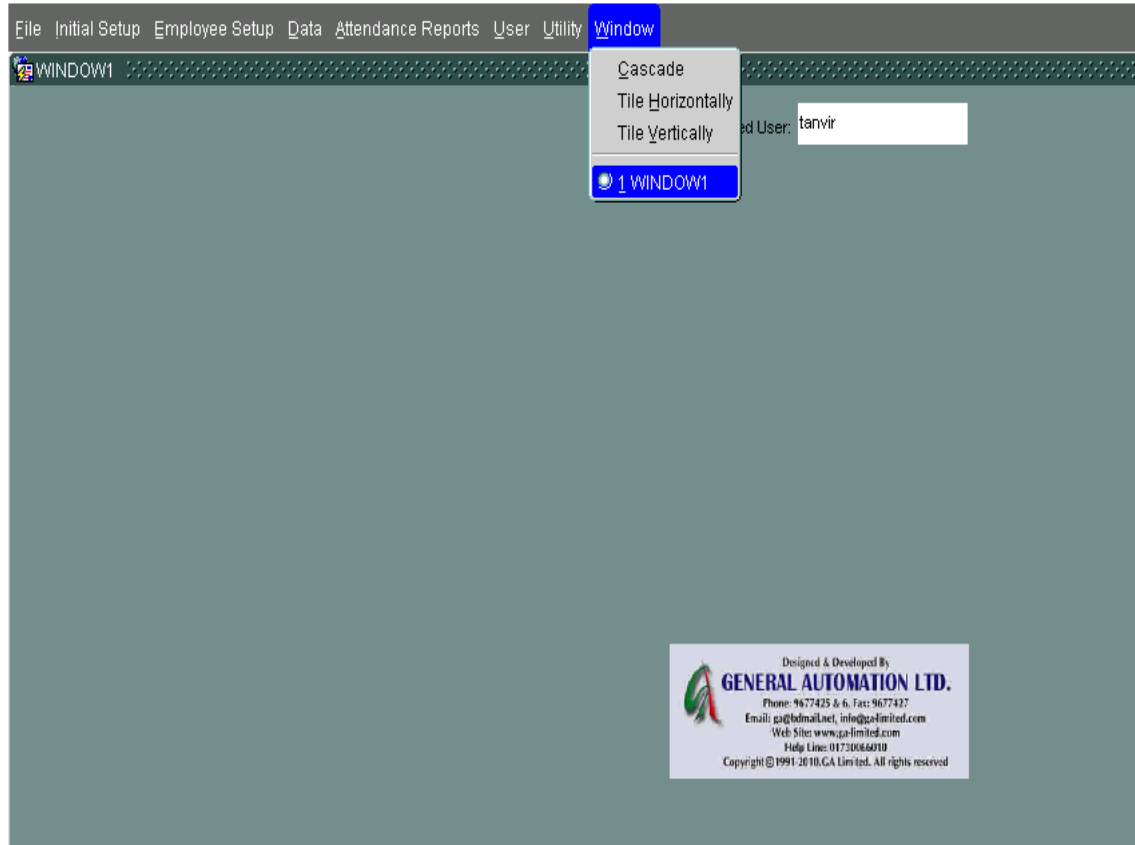 File Initial Setup Employee Setup Data Attendance Reports User Utility Window
WINDOW1
Cascade
Tile Horizontally
Tile Vertically
1 WINDOW1
ed User: tanvir
Designed & Developed By
GENERAL AUTOMATION LTD.
Phone: 9677425 & 6, Fax: 9677427
Email: ga@bdmail.net, info@ga-limited.com
Web Site: www.ga-limited.com
Help Line: 01730066010
Copyright © 1991-2010.GA Limited. All rights reserved